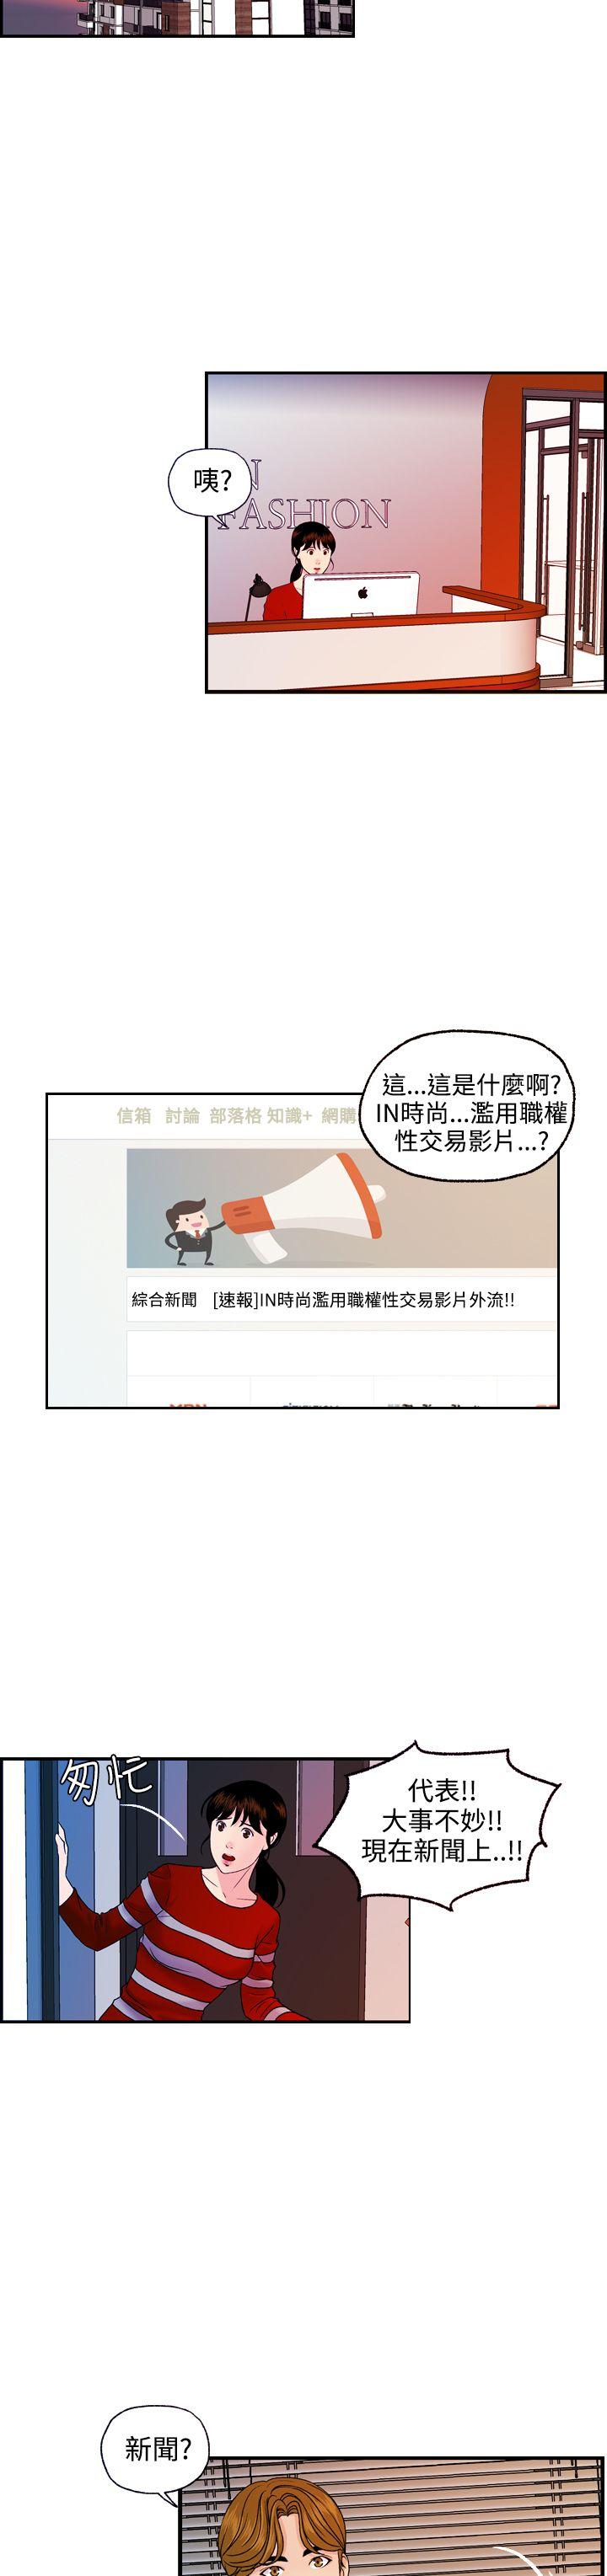 咦?
N
FASHION
這...這是什麼啊?
IN時尚...濫用職權
性交易影片...?
信箱 討論 部落格 知識+ 網購
綜合新聞 [速報]IN時尚濫用職權性交易影片外流!!
匆忙
代表!!
大事不妙!!
現在新聞上..!!
新聞?